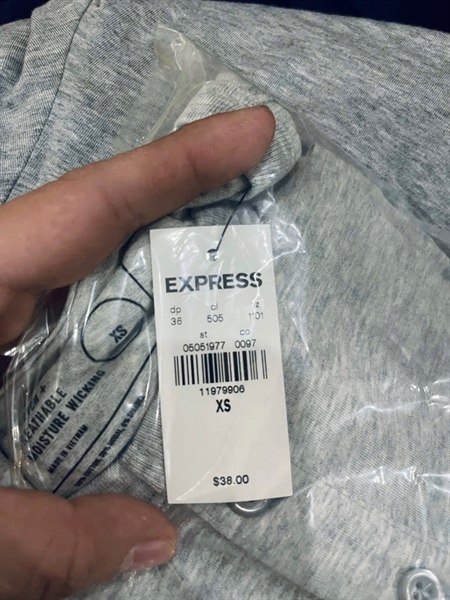 EXPRESS
dp cl sz
36 505 1101
st co
05051977 0097
11979906
XS
$38.00
XS
+
BREATHABLE
MOISTURE WICKING
MADE IN VIETNAM